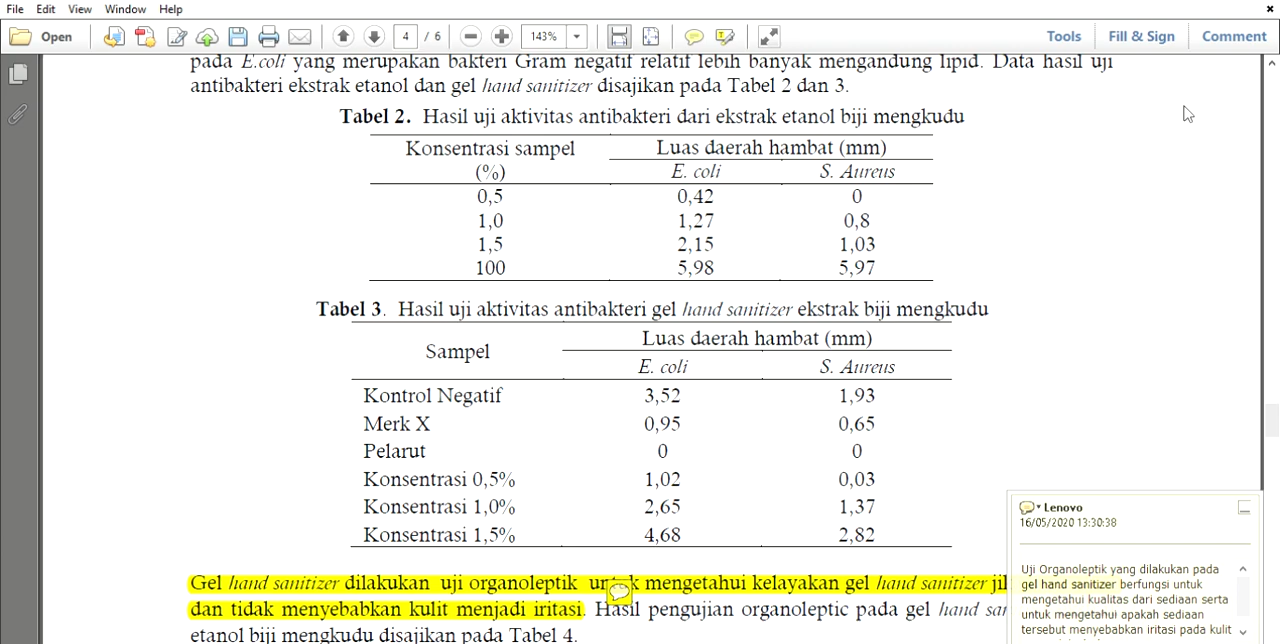 File Edit View Window Help
Open 4 / 6 143% Tools Fill & Sign Comment
pada E.coli yang merupakan bakteri Gram negatif relatif lebih banyak mengandung lipid. Data hasil uji
antibakteri ekstrak etanol dan gel hand sanitizer disajikan pada Tabel 2 dan 3.
Tabel 2. Hasil uji aktivitas antibakteri dari ekstrak etanol biji mengkudu
Konsentrasi sampel Luas daerah hambat (mm)
(%) E. coli S. Aureus
0,5 0,42 0
1,0 1,27 0,8
1,5 2,15 1,03
100 5,98 5,97
Tabel 3. Hasil uji aktivitas antibakteri gel hand sanitizer ekstrak biji mengkudu
Sampel Luas daerah hambat (mm)
E. coli S. Aureus
Kontrol Negatif 3,52 1,93
Merk X 0,95 0,65
Pelarut 0 0
Konsentrasi 0,5% 1,02 0,03
Konsentrasi 1,0% 2,65 1,37
Konsentrasi 1,5% 4,68 2,82
Gel hand sanitizer dilakukan uji organoleptik untuk mengetahui kelayakan gel hand sanitizer
dan tidak menyebabkan kulit menjadi iritasi. Hasil pengujian organoleptic pada gel hand
etanol biji mengkudu disajikan pada Tabel 4.
Lenovo
16/05/2020 13:30:38
Uji Organoleptik yang dilakukan pada
gel hand sanitizer berfungsi untuk
mengetahui kualitas dari sediaan serta
untuk mengetahui apakah sediaan
tersebut menyebabkan iritasi pada kulit